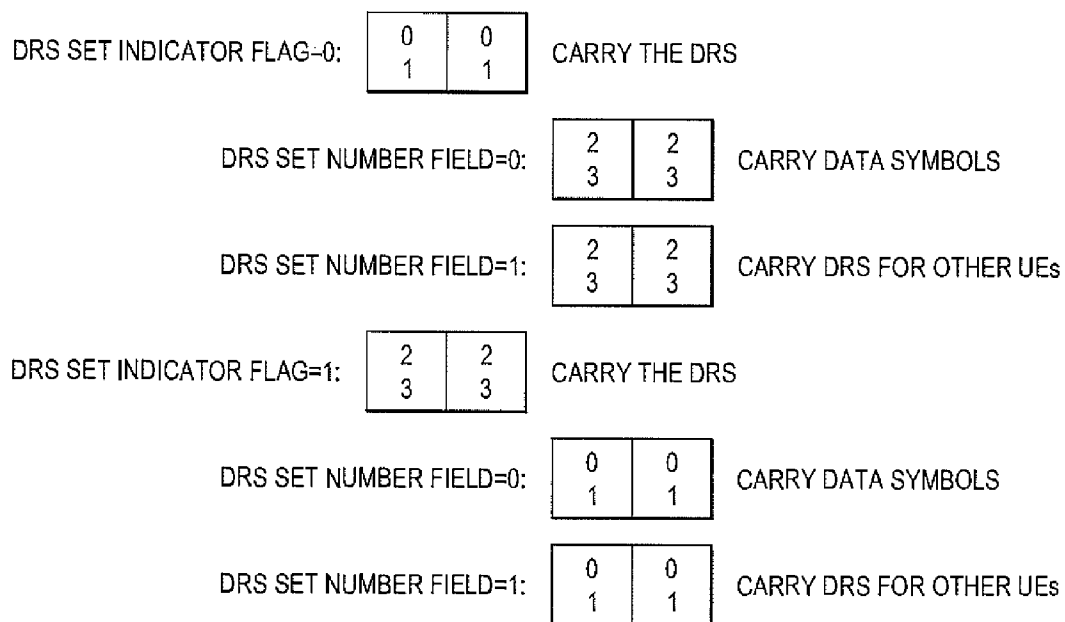 DRS SET INDICATOR FLAG=0: 0 0 CARRY THE DRS
1 1
DRS SET NUMBER FIELD=0: 2 2 CARRY DATA SYMBOLS
3 3
DRS SET NUMBER FIELD=1: 2 2 CARRY DRS FOR OTHER UEs
3 3
DRS SET INDICATOR FLAG=1: 2 2 CARRY THE DRS
3 3
DRS SET NUMBER FIELD=0: 0 0 CARRY DATA SYMBOLS
1 1
DRS SET NUMBER FIELD=1: 0 0 CARRY DRS FOR OTHER UEs
1 1